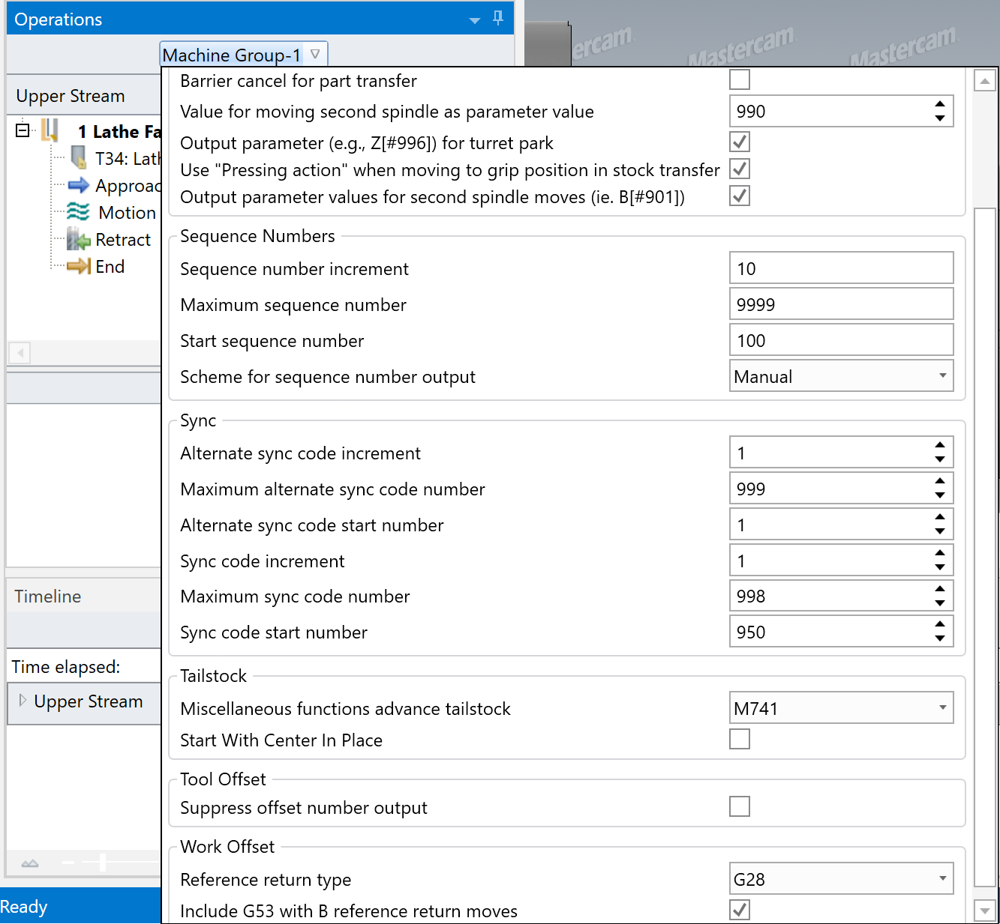 Operations
Machine Group-1
ercam
Mastercam
Mastercam
Upper Stream
1 Lathe Fa
T34: Lath
Approac
Motion
Retract
End
Barrier cancel for part transfer
Value for moving second spindle as parameter value 990
Output parameter (e.g., Z[#996]) for turret park
Use "Pressing action" when moving to grip position in stock transfer
Output parameter values for second spindle moves (ie. B[#901])
Sequence Numbers
Sequence number increment 10
Maximum sequence number 9999
Start sequence number 100
Scheme for sequence number output Manual
Sync
Alternate sync code increment 1
Maximum alternate sync code number 999
Alternate sync code start number 1
Sync code increment 1
Maximum sync code number 998
Sync code start number 950
Tailstock
Miscellaneous functions advance tailstock M741
Start With Center In Place
Tool Offset
Suppress offset number output
Work Offset
Reference return type G28
Include G53 with B reference return moves
Timeline
Time elapsed:
Upper Stream
Ready